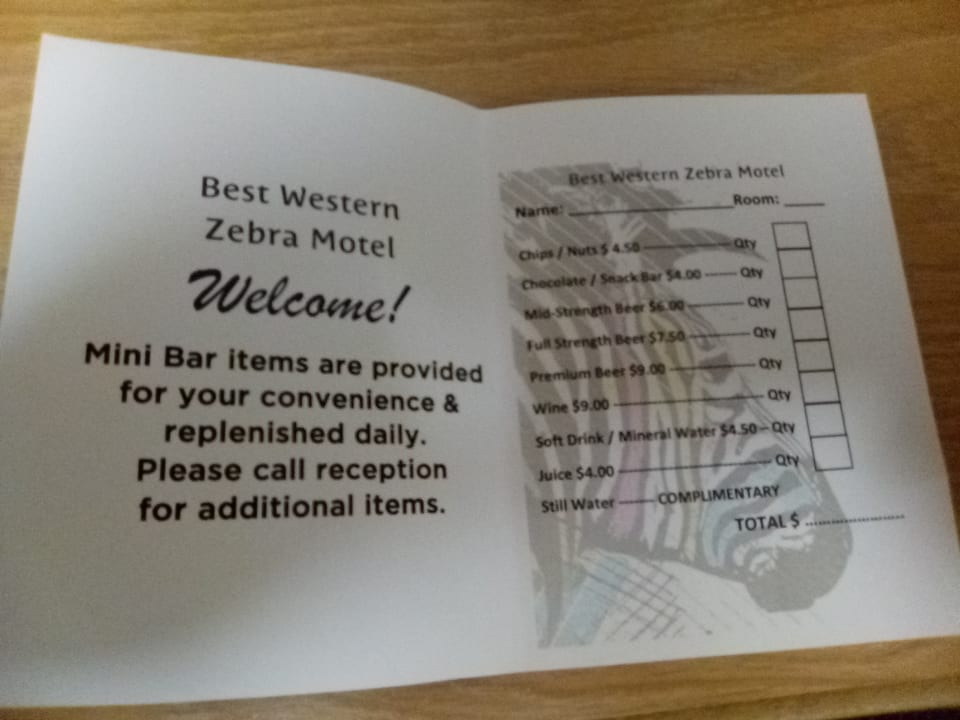 Best Western
Zebra Motel
Welcome!
Mini Bar items are provided
for your convenience &
replenished daily.
Please call reception
for additional items.
Best Western Zebra Motel
Name: ____________________ Room: _____
Chips / Nuts $ 4.50 ---------------- Qty
Chocolate / Snack Bar $4.00 ------- Qty
Mid-Strength Beer $6.00 ----------- Qty
Full Strength Beer $7.50 ----------- Qty
Premium Beer $9.00 --------------- Qty
Wine $9.00 -------------------------- Qty
Soft Drink / Mineral Water $4.50 -- Qty
Juice $4.00 --------------------------- Qty
Still Water ------- COMPLIMENTARY
TOTAL $ ......................